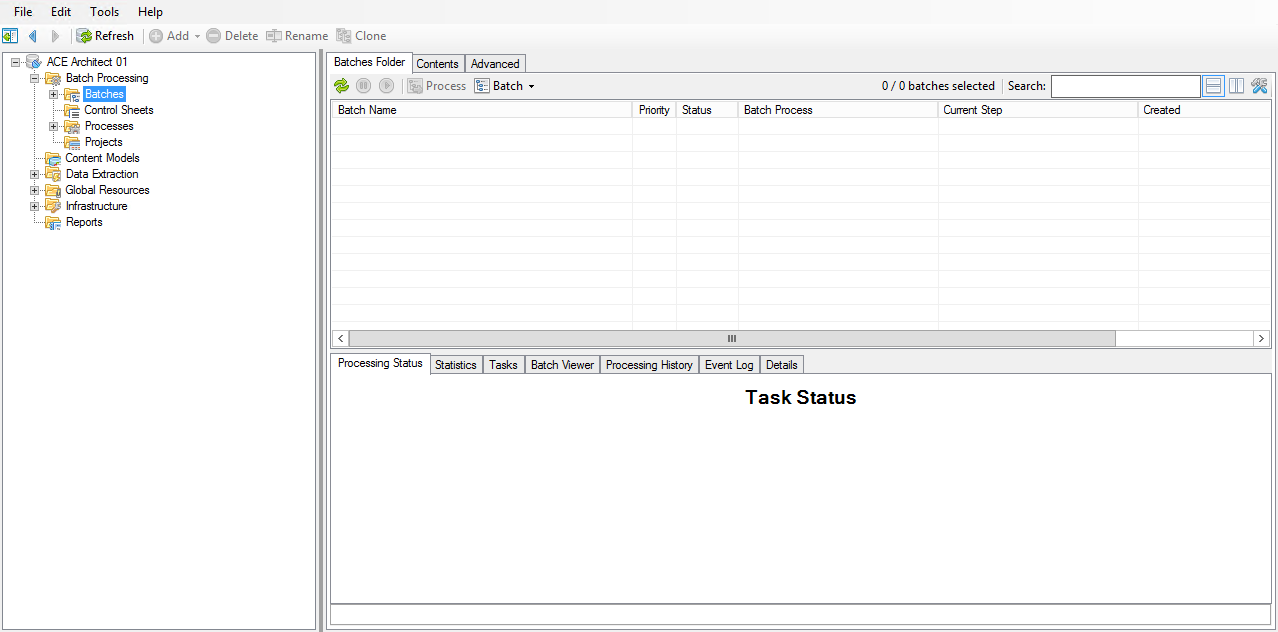 File Edit Tools Help
Refresh Add Delete Rename Clone
ACE Architect 01
Batch Processing
Batches
Control Sheets
Processes
Projects
Content Models
Data Extraction
Global Resources
Infrastructure
Reports
Batches Folder Contents Advanced
Process Batch 0 / 0 batches selected Search:
Batch Name Priority Status Batch Process Current Step Created
Processing Status Statistics Tasks Batch Viewer Processing History Event Log Details
Task Status